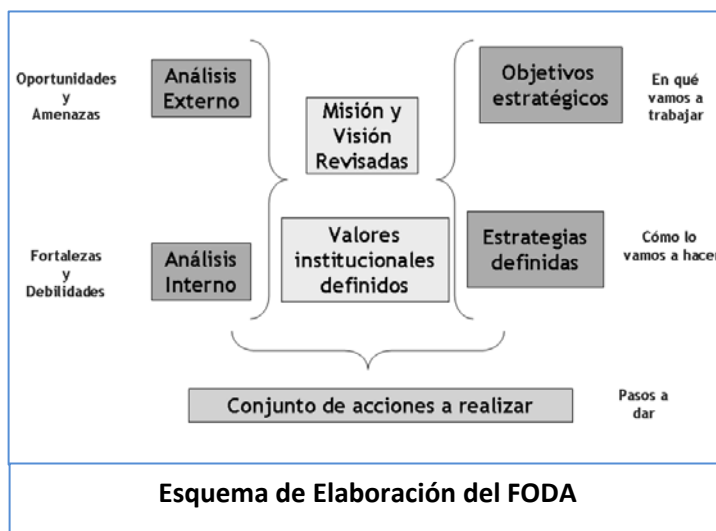 Oportunidades
y
Amenazas
Análisis
Externo
Misión y
Visión
Revisadas
Objetivos
estratégicos
En qué
vamos a
trabajar
Fortalezas
y
Debilidades
Análisis
Interno
Valores
institucionales
definidos
Estrategias
definidas
Cómo lo
vamos a hacer
Conjunto de acciones a realizar
Pasos a
dar
Esquema de Elaboración del FODA